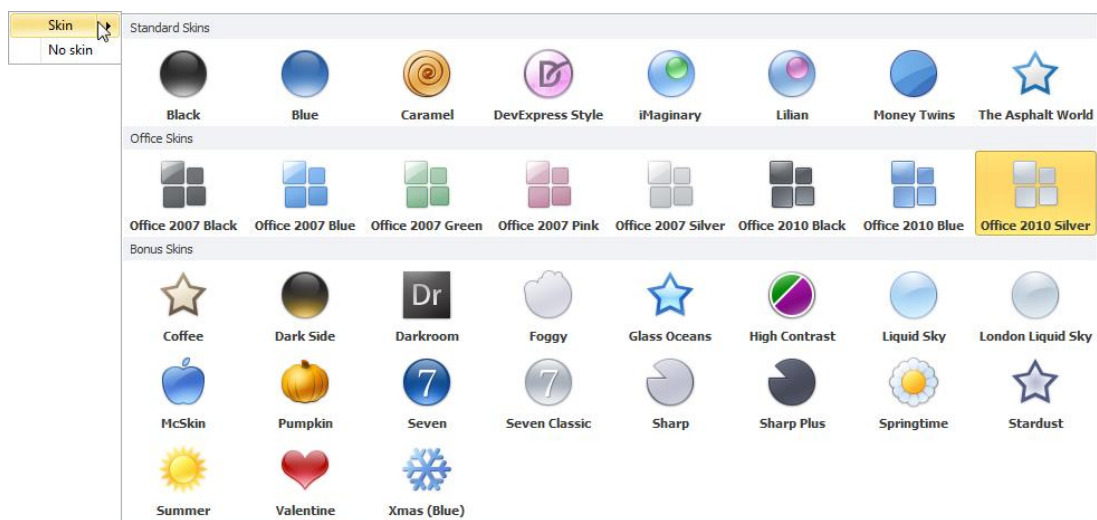 Skin
No skin
Standard Skins
Black Blue Caramel DevExpress Style iMaginary Lilian Money Twins The Asphalt World
Office Skins
Office 2007 Black Office 2007 Blue Office 2007 Green Office 2007 Pink Office 2007 Silver Office 2010 Black Office 2010 Blue Office 2010 Silver
Bonus Skins
Dr
Coffee Dark Side Darkroom Foggy Glass Oceans High Contrast Liquid Sky London Liquid Sky
7 7
McSkin Pumpkin Seven Seven Classic Sharp Sharp Plus Springtime Stardust
Summer Valentine Xmas (Blue)